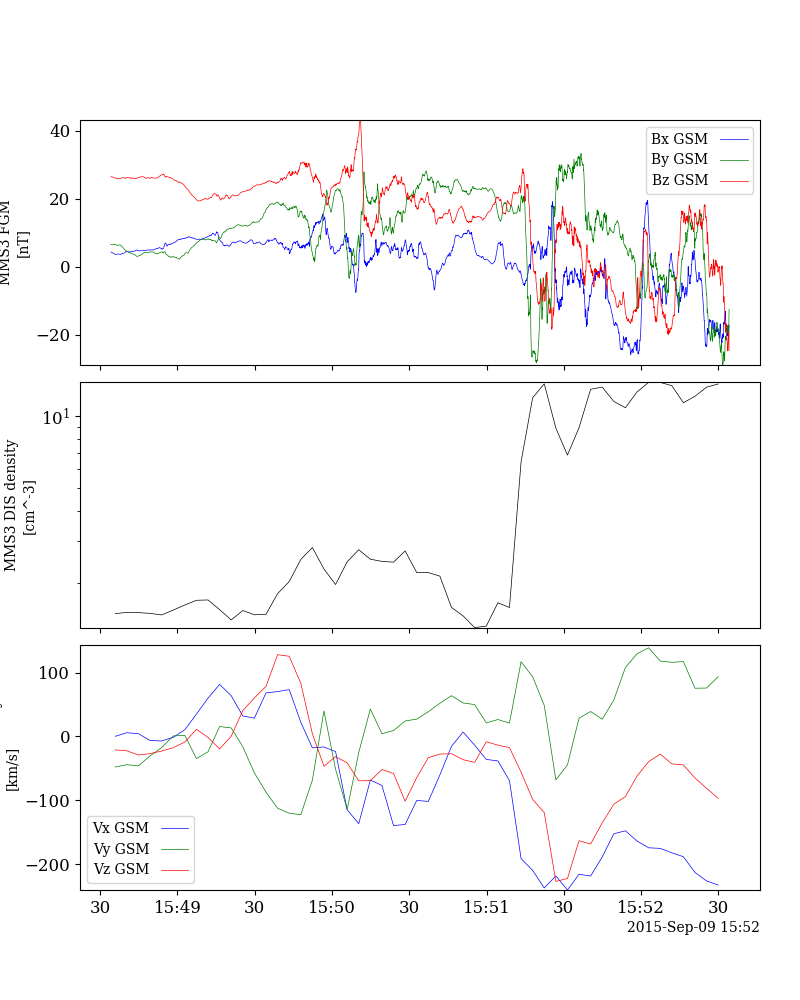 40
20
0
−20
MMS3 FGM
[nT]
Bx GSM
By GSM
Bz GSM
10^1
MMS3 DIS density
[cm^-3]
100
0
−100
−200
[km/s]
Vx GSM
Vy GSM
Vz GSM
30 15:49 30 15:50 30 15:51 30 15:52 30
2015-Sep-09 15:52